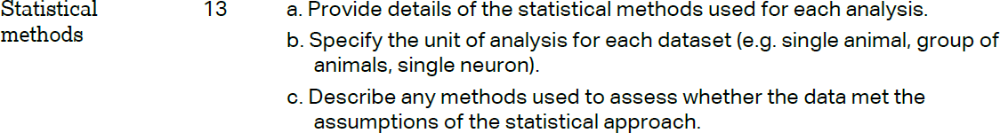 Statistical 13 a. Provide details of the statistical methods used for each analysis.
methods b. Specify the unit of analysis for each dataset (e.g. single animal, group of
animals, single neuron).
c. Describe any methods used to assess whether the data met the
assumptions of the statistical approach.